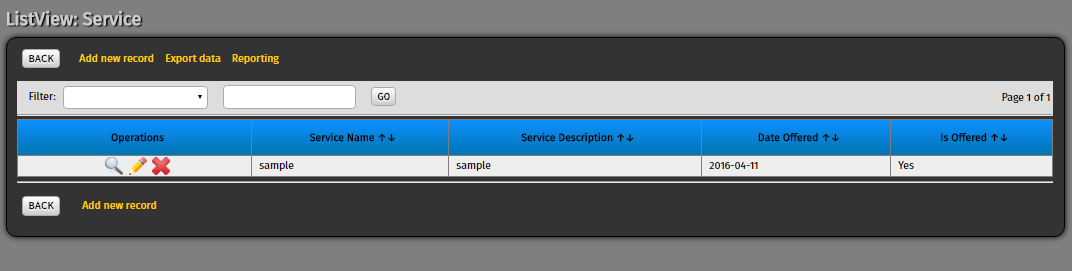 ListView: Service
BACK Add new record Export data Reporting
Filter: GO Page 1 of 1
Operations Service Name ↑↓ Service Description ↑↓ Date Offered ↑↓ Is Offered ↑↓
sample sample 2016-04-11 Yes
BACK Add new record